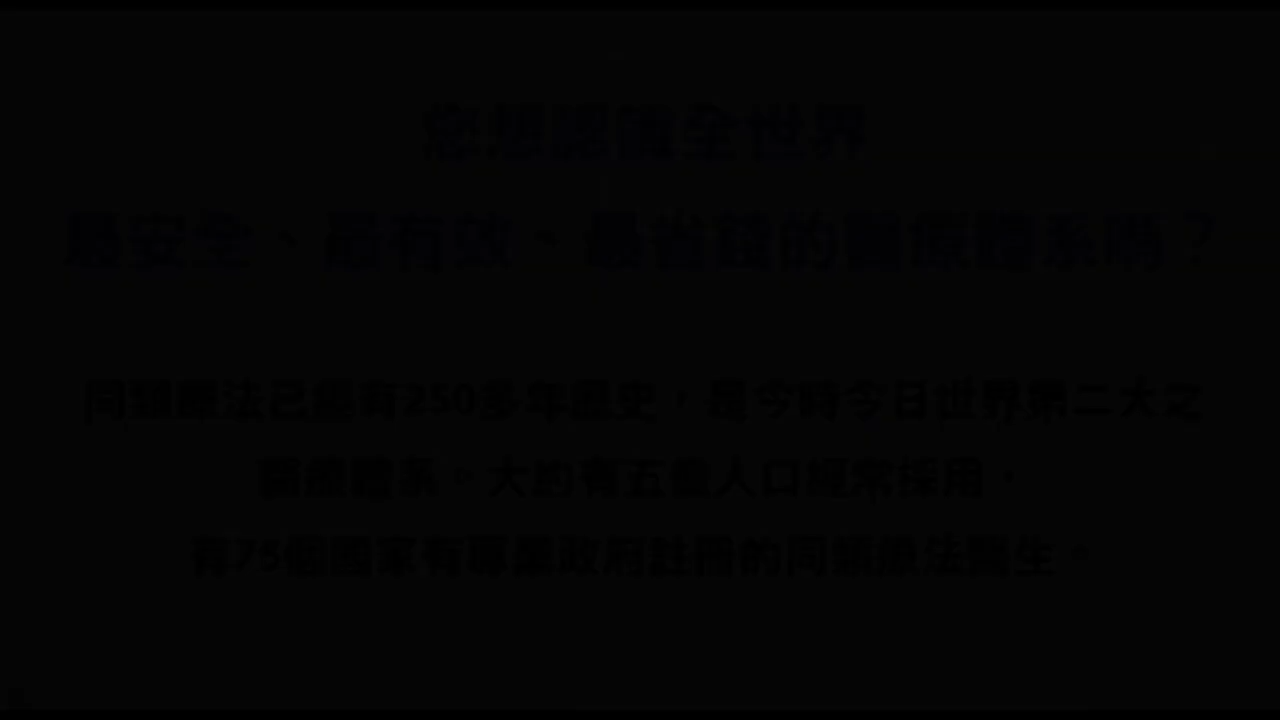 您想認識全世界
最安全、最有效、最省錢的醫療體系嗎？
同類療法已經有250多年歷史，是今時今日世界第二大之
醫療體系。大約有五億人口經常採用，
有75個國家有專業政府註冊的同類療法醫生。